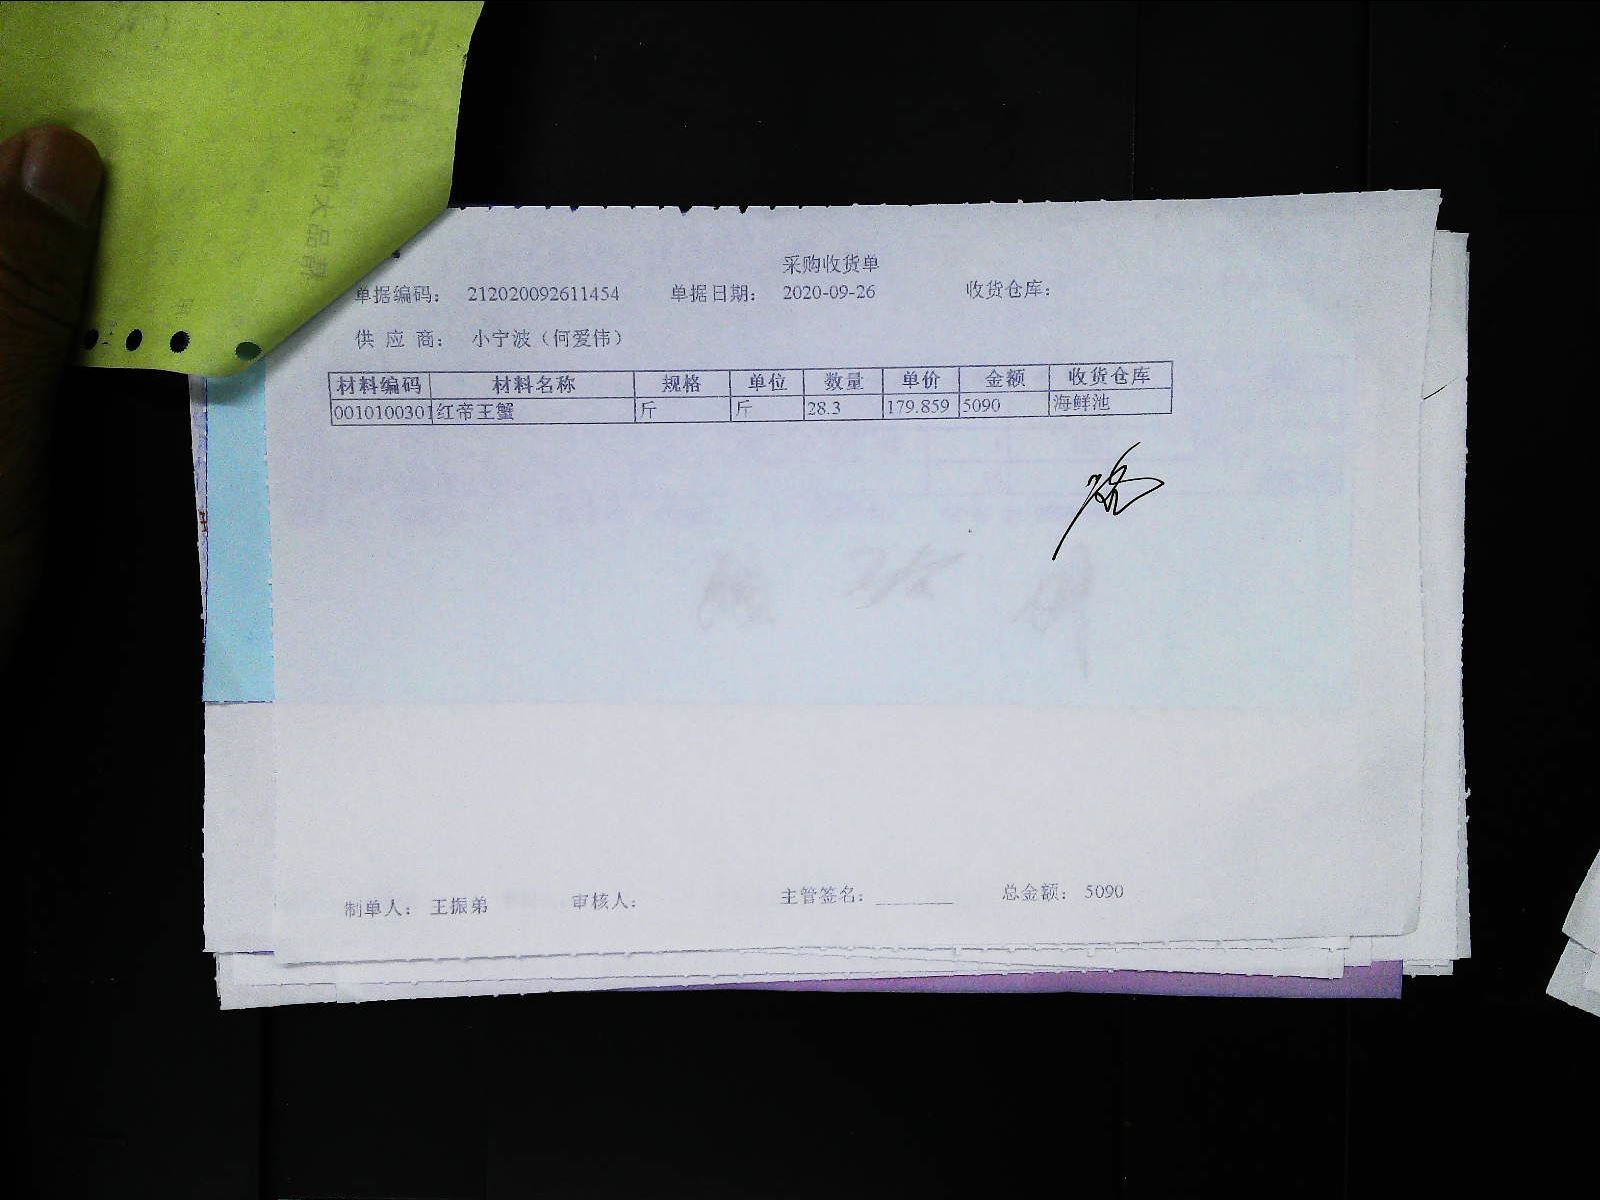 采购收货单
单据编码: 212020092611454 单据日期: 2020-09-26 收货仓库:
供 应 商: 小宁波（何爱伟）
材料编码 材料名称 规格 单位 数量 单价 金额 收货仓库
0010100301 红帝王蟹 斤 斤 28.3 179.859 5090 海鲜池
制单人: 王振弟 审核人: 主管签名:________ 总金额: 5090